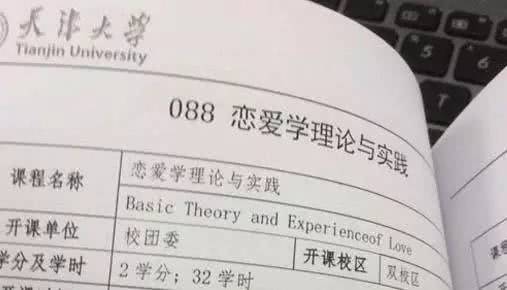 天津大学
Tianjin University
088 恋爱学理论与实践
课程名称
恋爱学理论与实践
Basic Theory and Experienceof Love
开课单位
校团委
开课校区
双校区
学分及学时
2学分；32学时